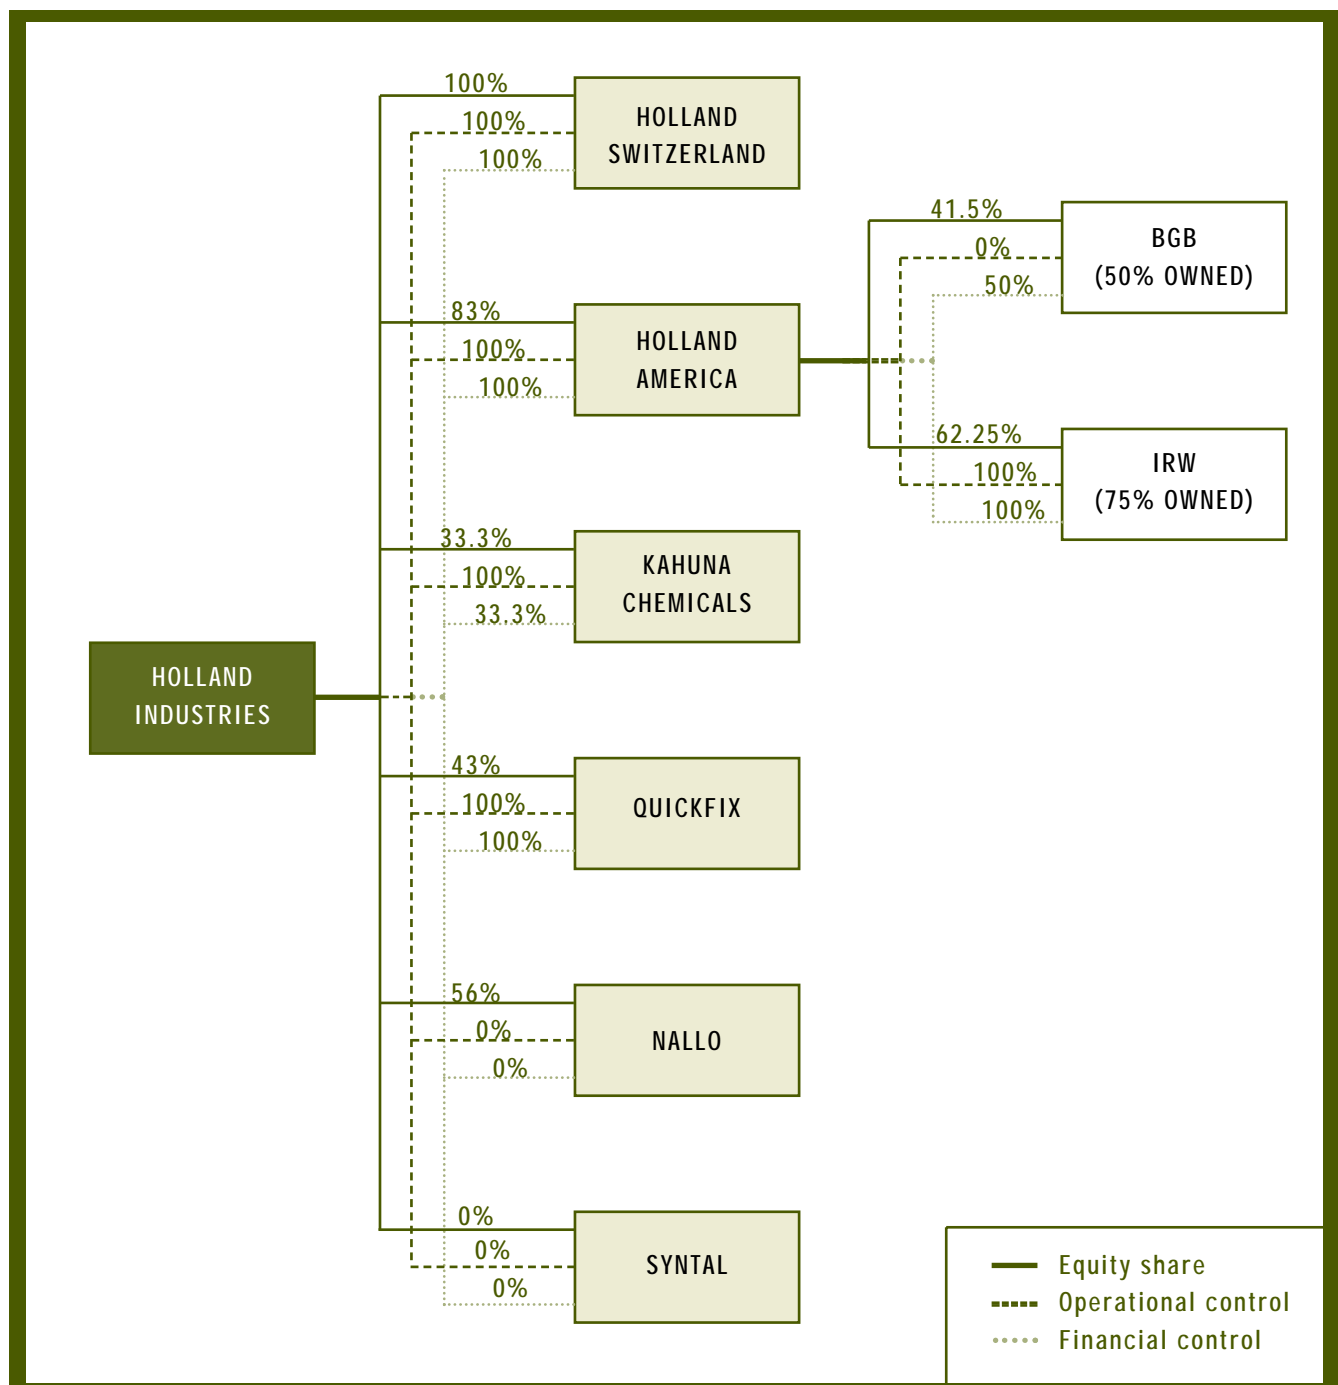 100%
100%
100%
HOLLAND
SWITZERLAND
41.5%
0%
50%
BGB
(50% OWNED)
83%
100%
100%
HOLLAND
AMERICA
62.25%
100%
100%
IRW
(75% OWNED)
33.3%
100%
33.3%
KAHUNA
CHEMICALS
HOLLAND
INDUSTRIES
43%
100%
100%
QUICKFIX
56%
0%
0%
NALLO
0%
0%
0%
SYNTAL
Equity share
Operational control
Financial control